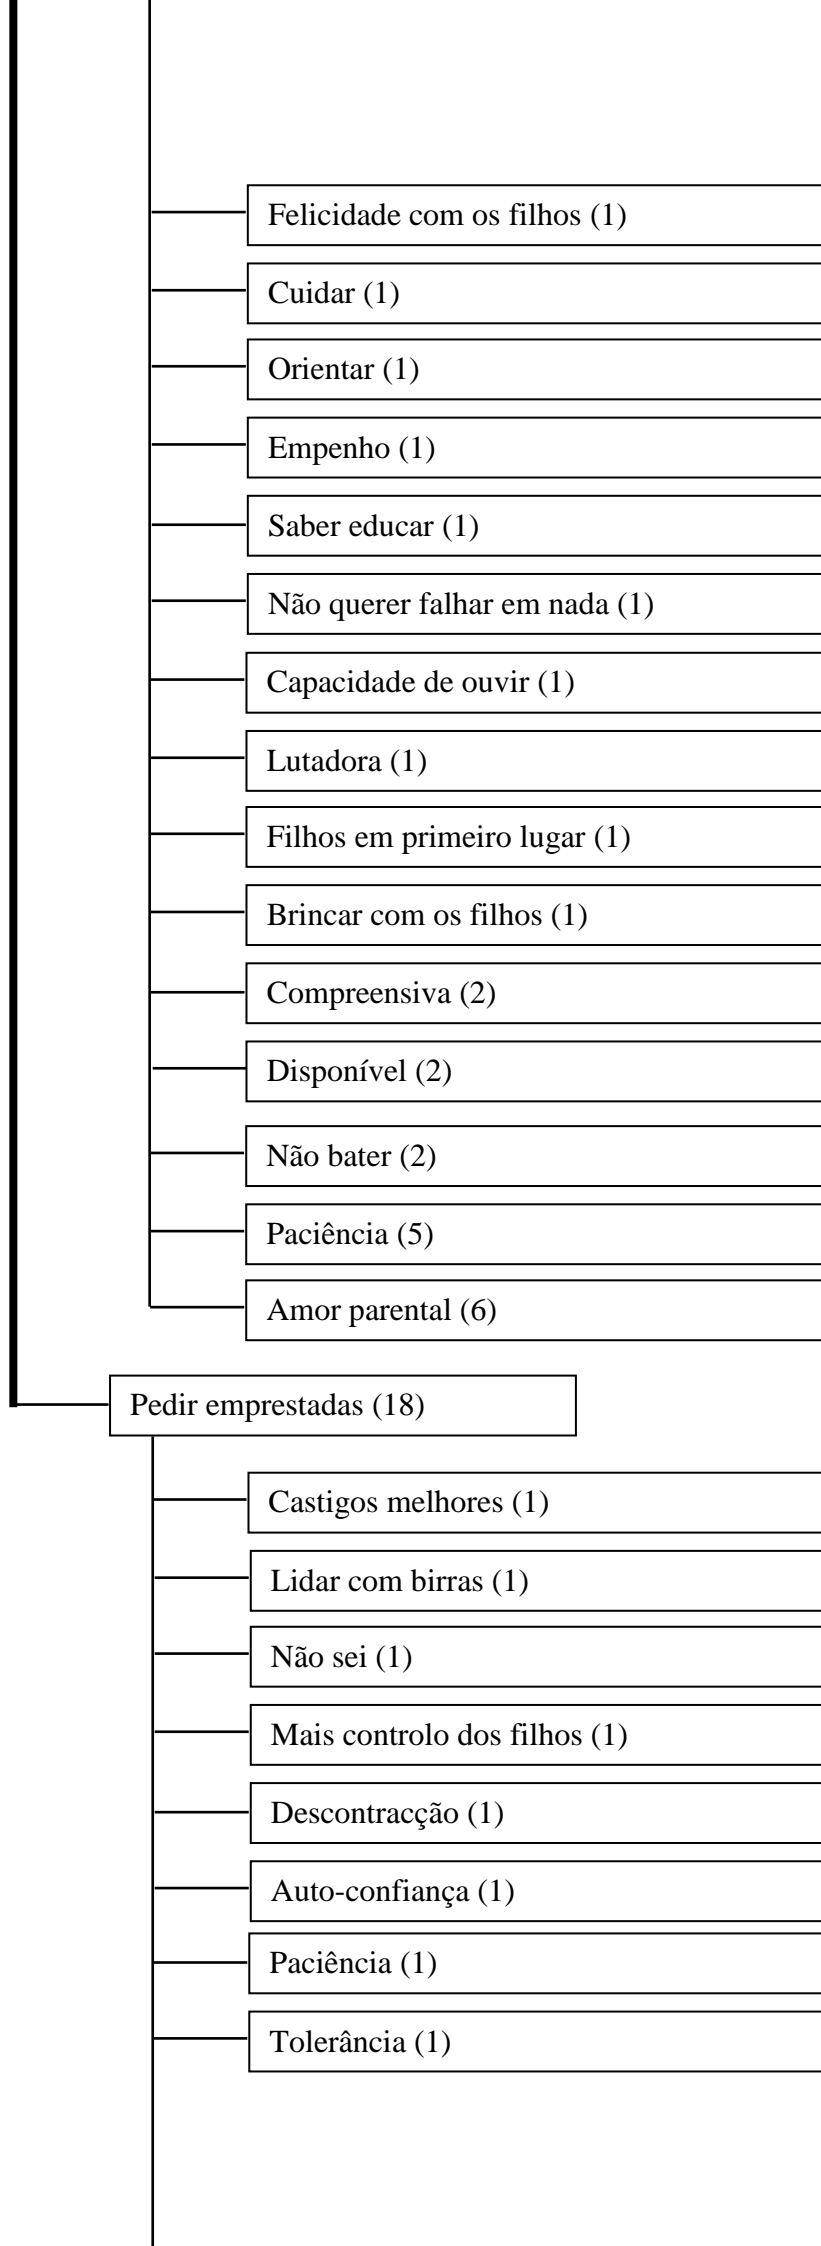 Felicidade com os filhos (1)
Cuidar (1)
Orientar (1)
Empenho (1)
Saber educar (1)
Não querer falhar em nada (1)
Capacidade de ouvir (1)
Lutadora (1)
Filhos em primeiro lugar (1)
Brincar com os filhos (1)
Compreensiva (2)
Disponível (2)
Não bater (2)
Paciência (5)
Amor parental (6)
Pedir emprestadas (18)
Castigos melhores (1)
Lidar com birras (1)
Não sei (1)
Mais controlo dos filhos (1)
Descontracção (1)
Auto-confiança (1)
Paciência (1)
Tolerância (1)